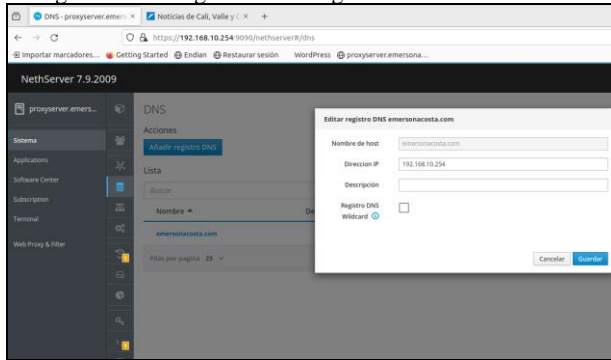 DNS - proxyserver.emers
Noticias de Cali, Valle y C
https://192.168.10.254:9090/nethserver#/dns
Importar marcadores...
Getting Started
Endian
Restaurar sesión
WordPress
proxyserver.emersona...
NethServer 7.9.2009
proxyserver.emers...
Sistema
Applications
Software Center
Subscription
Terminal
Web Proxy & Filter
DNS
Acciones
Añadir registro DNS
Lista
Buscar
Nombre
De
emersonacosta.com
Filas por pagina 25
Editar registro DNS emersonacosta.com
Nombre de host emersonacosta.com
Direccion IP 192.168.10.254
Descripción
Registro DNS
Wildcard
Cancelar Guardar